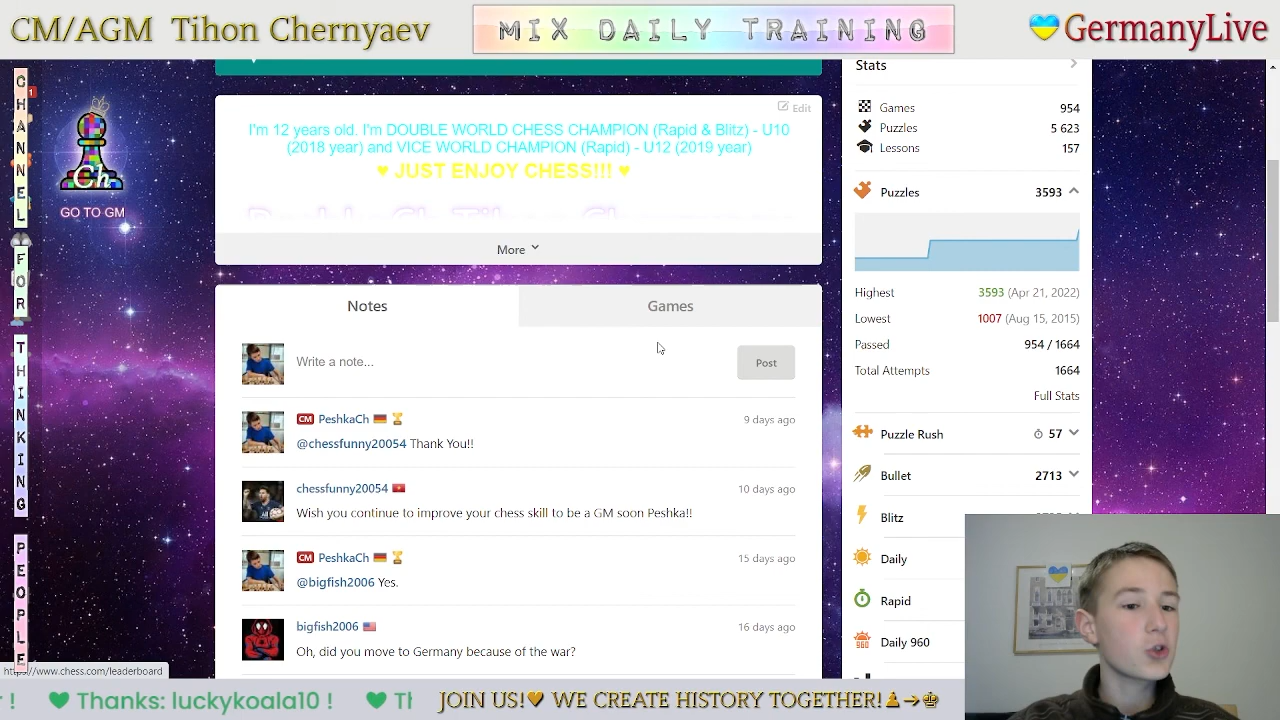 CM/AGM Tihon Chernyaev
MIX DAILY TRAINING
GermanyLive
CHANNEL FOR THINKING PEOPLE
1
Ch
GO TO GM
Edit
I'm 12 years old. I'm DOUBLE WORLD CHESS CHAMPION (Rapid & Blitz) - U10
(2018 year) and VICE WORLD CHAMPION (Rapid) - U12 (2019 year)
♥ JUST ENJOY CHESS!!! ♥
More
Notes
Games
Write a note...
Post
CM PeshkaCh
9 days ago
@chessfunny20054 Thank You!!
chessfunny20054
10 days ago
Wish you continue to improve your chess skill to be a GM soon Peshka!!
CM PeshkaCh
15 days ago
@bigfish2006 Yes.
bigfish2006
16 days ago
Oh, did you move to Germany because of the war?
Stats
Games 954
Puzzles 5 623
Lessons 157
Puzzles 3593
Highest 3593 (Apr 21, 2022)
Lowest 1007 (Aug 15, 2015)
Passed 954 / 1664
Total Attempts 1664
Full Stats
Puzzle Rush 57
Bullet 2713
Blitz
Daily
Rapid
Daily 960
960
https://www.chess.com/leaderboard
! Thanks: luckykoala10 ! Th
JOIN US! WE CREATE HISTORY TOGETHER!